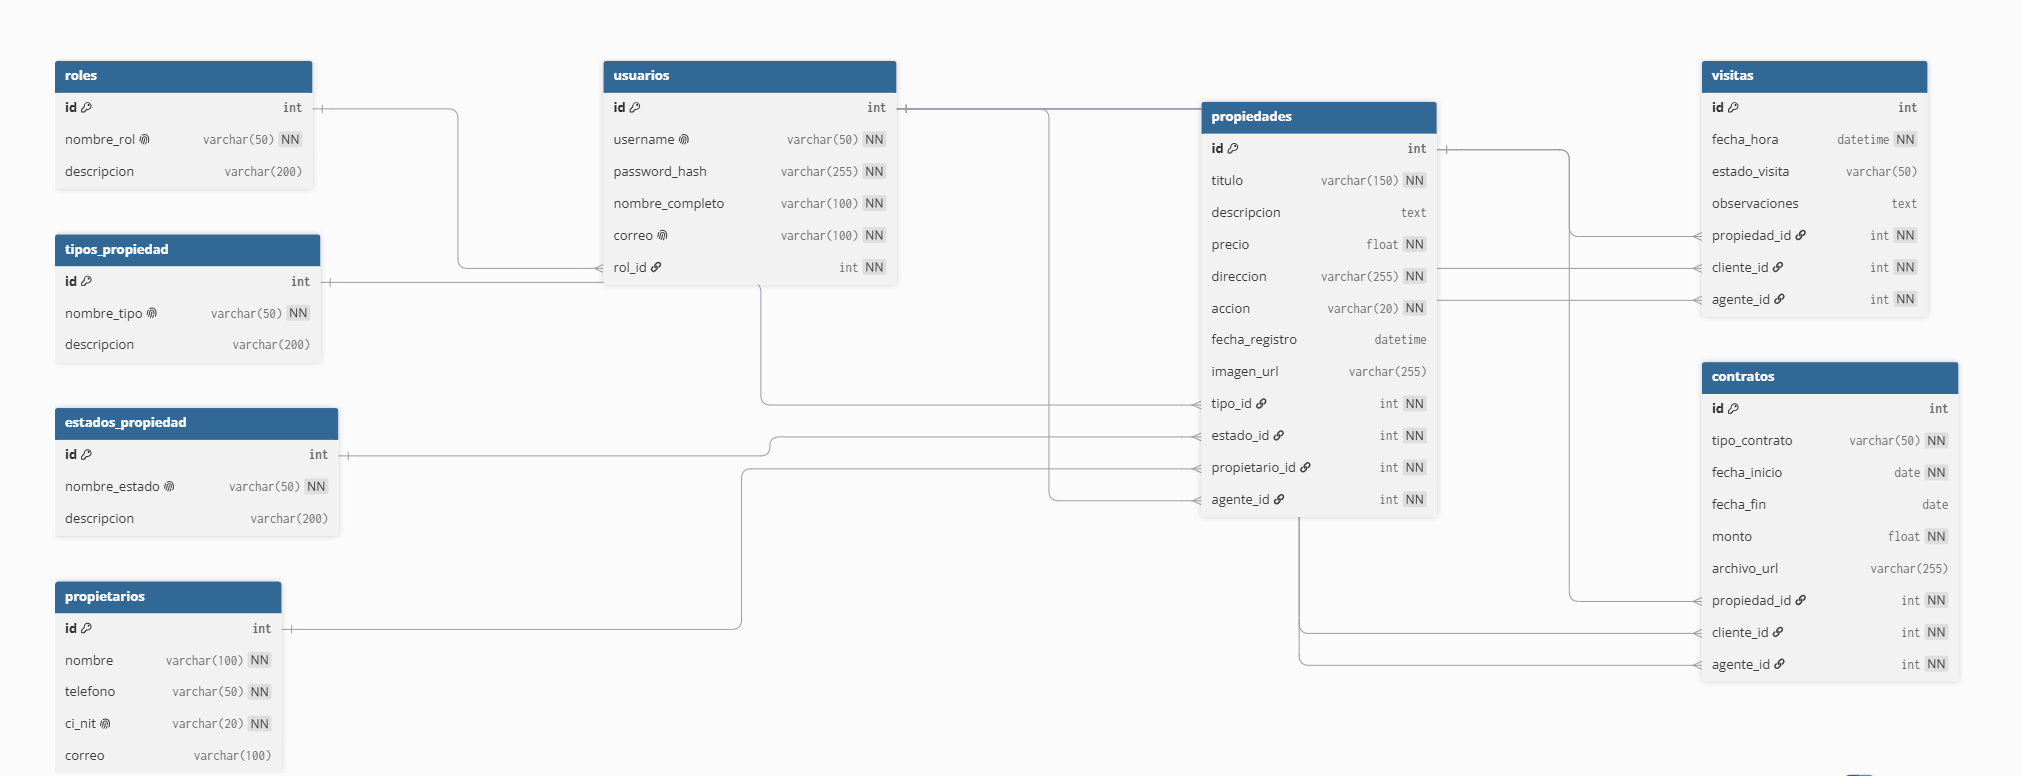 roles
id int
nombre_rol varchar(50) NN
descripcion varchar(200)
tipos_propiedad
id int
nombre_tipo varchar(50) NN
descripcion varchar(200)
estados_propiedad
id int
nombre_estado varchar(50) NN
descripcion varchar(200)
propietarios
id int
nombre varchar(100) NN
telefono varchar(50) NN
ci_nit varchar(20) NN
correo varchar(100)
usuarios
id int
username varchar(50) NN
password_hash varchar(255) NN
nombre_completo varchar(100) NN
correo varchar(100) NN
rol_id int NN
propiedades
id int
titulo varchar(150) NN
descripcion text
precio float NN
direccion varchar(255) NN
accion varchar(20) NN
fecha_registro datetime
imagen_url varchar(255)
tipo_id int NN
estado_id int NN
propietario_id int NN
agente_id int NN
visitas
id int
fecha_hora datetime NN
estado_visita varchar(50)
observaciones text
propiedad_id int NN
cliente_id int NN
agente_id int NN
contratos
id int
tipo_contrato varchar(50) NN
fecha_inicio date NN
fecha_fin date
monto float NN
archivo_url varchar(255)
propiedad_id int NN
cliente_id int NN
agente_id int NN